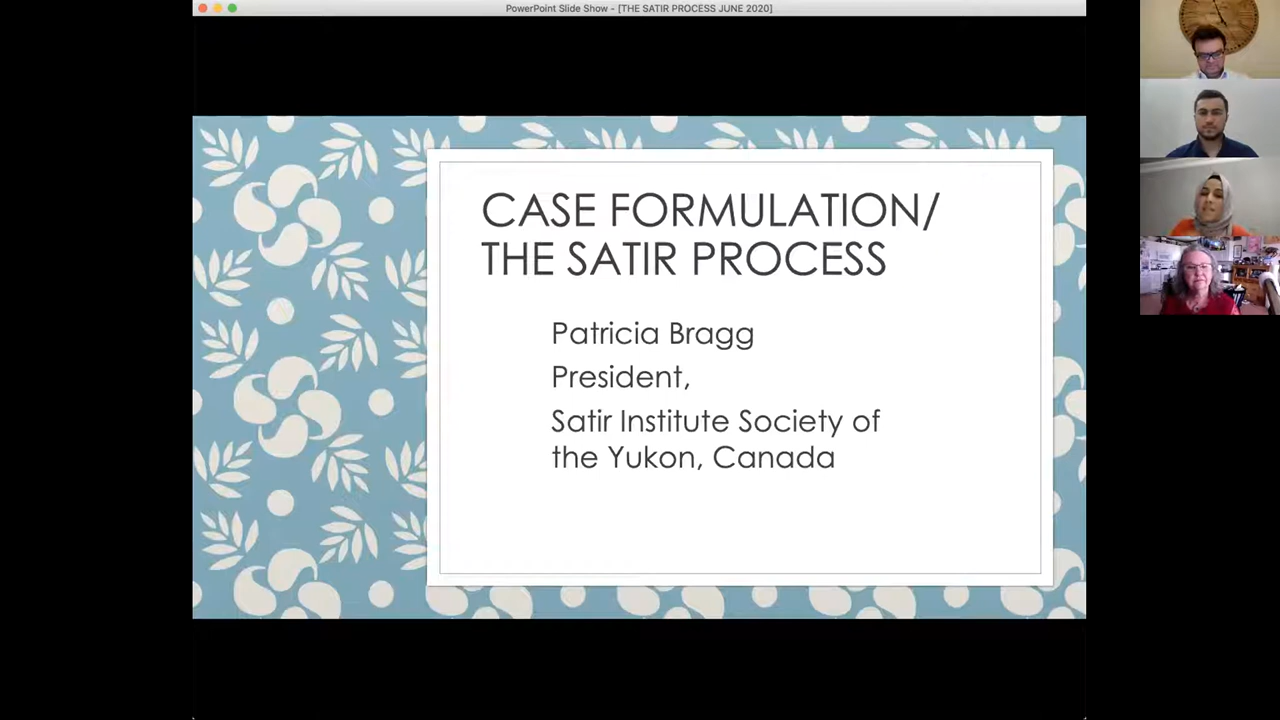 PowerPoint Slide Show - [THE SATIR PROCESS JUNE 2020]
CASE FORMULATION/
THE SATIR PROCESS
Patricia Bragg
President,
Satir Institute Society of
the Yukon, Canada